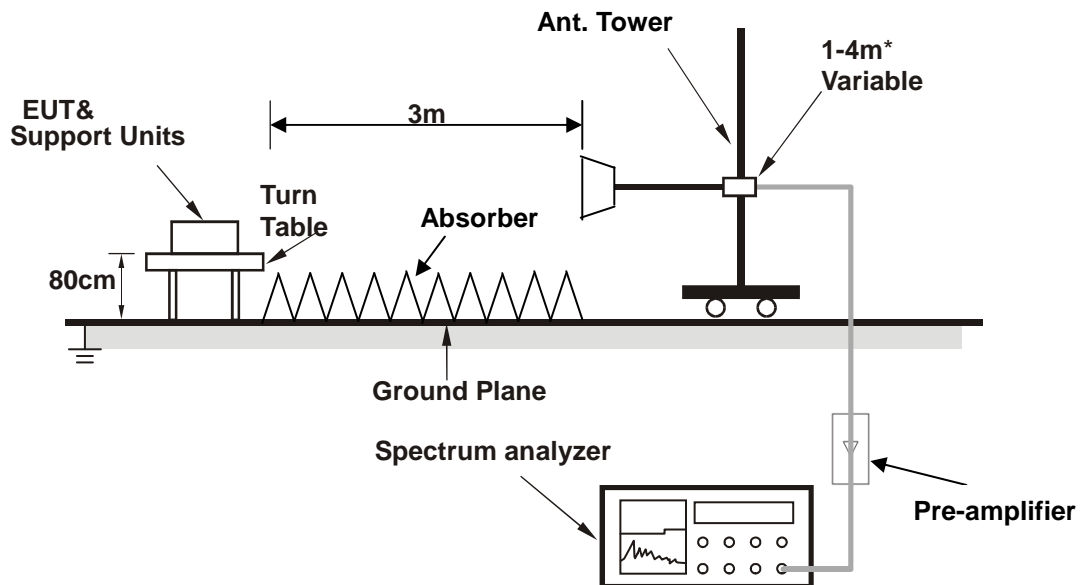 Ant. Tower
1-4m*
Variable
EUT&
Support Units
3m
Turn
Table
Absorber
80cm
Ground Plane
Spectrum analyzer
Pre-amplifier